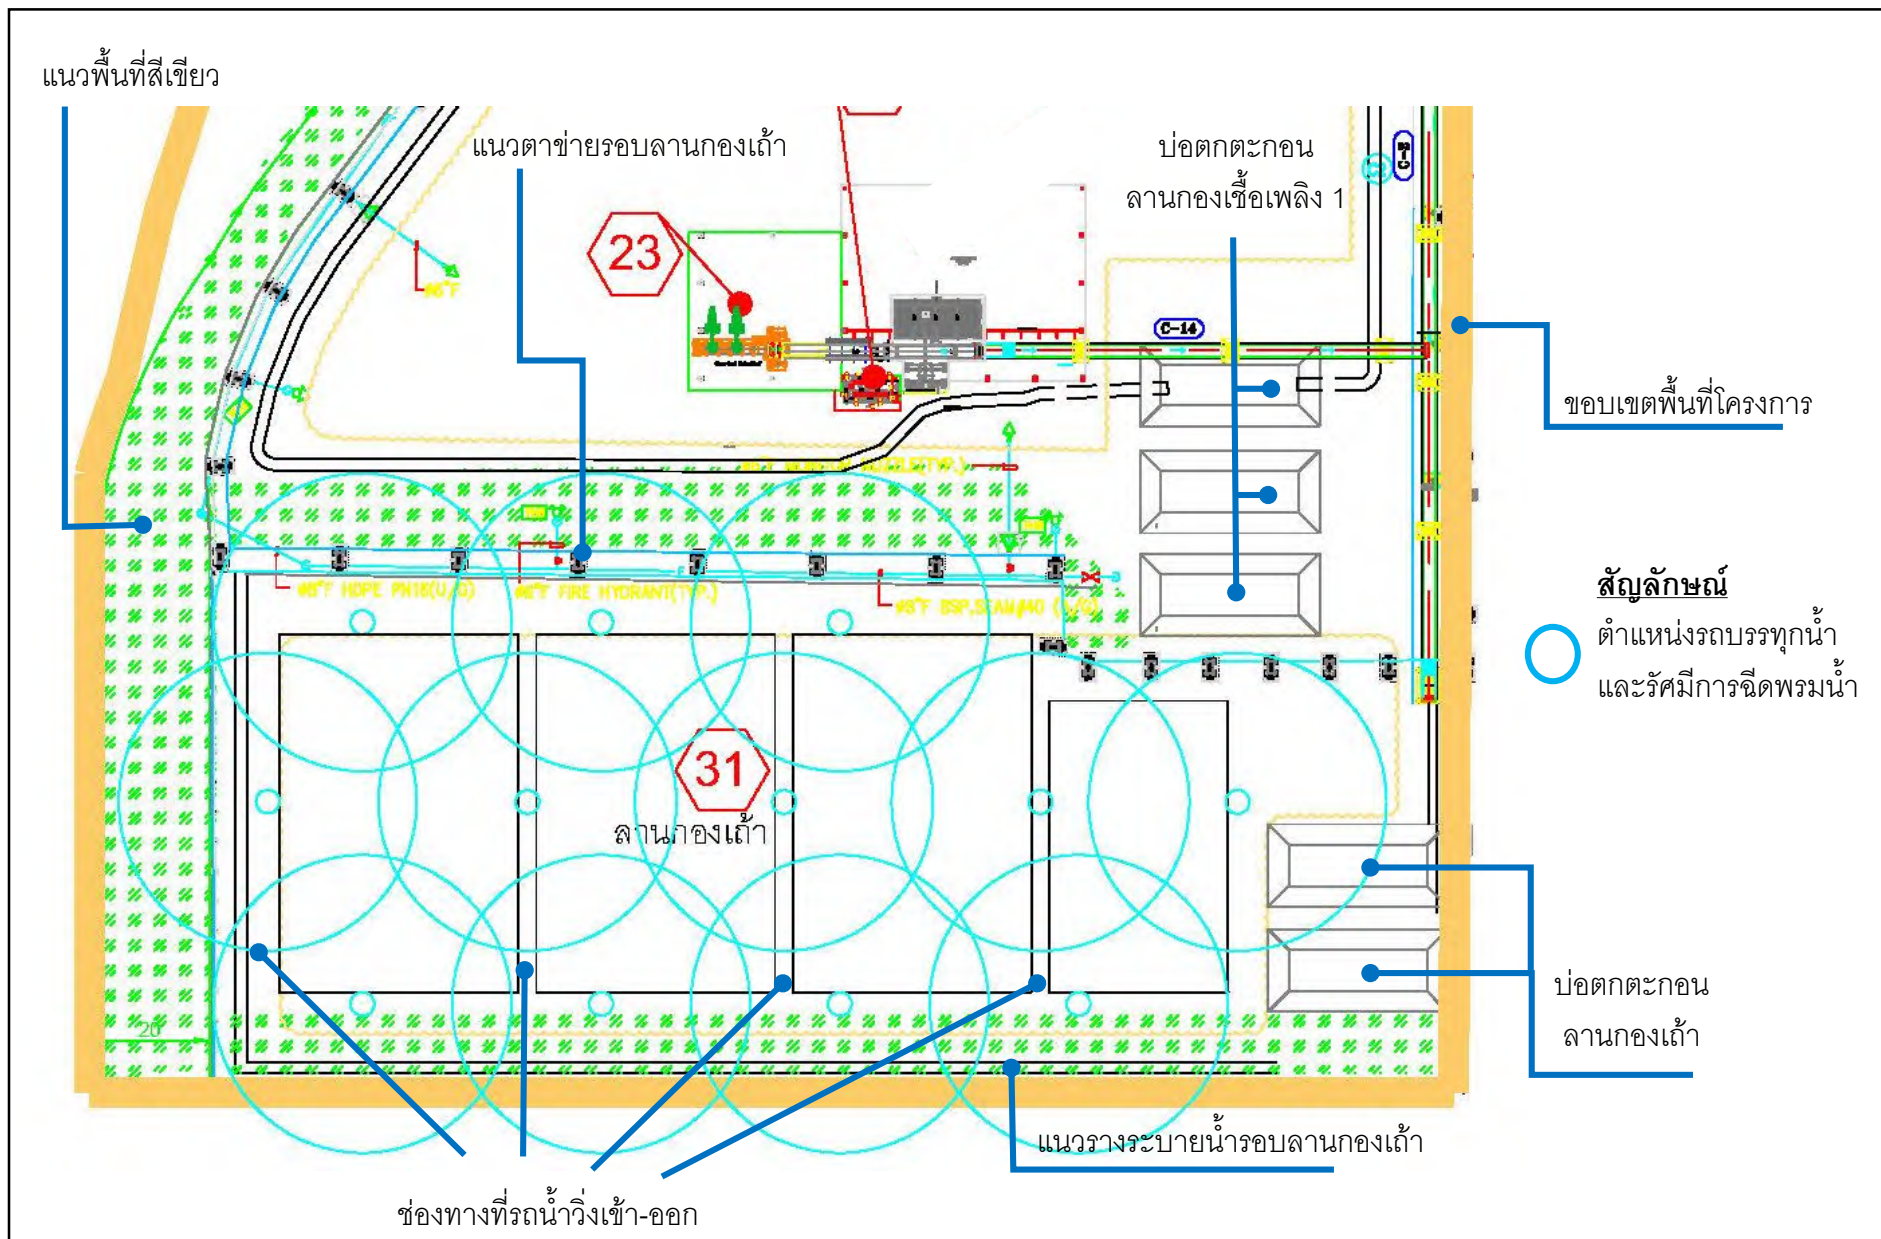 แนวพื้นที่สีเขียว
แนวตาข่ายรอบลานกองเถ้า
บ่อตกตะกอน
ลานกองเชื้อเพลิง 1
23
C-14
ø6"F
ขอบเขตพื้นที่โครงการ
สัญลักษณ์
ตำแหน่งรถบรรทุกน้ำ
และรัศมีการฉีดพรมน้ำ
ø6"F HDPE PN16(U/G)
FIRE HYDRANT(TYP.)
31
ลานกองเถ้า
20
บ่อตกตะกอน
ลานกองเถ้า
แนวรางระบายน้ำรอบลานกองเถ้า
ช่องทางที่รถน้ำวิ่งเข้า-ออก